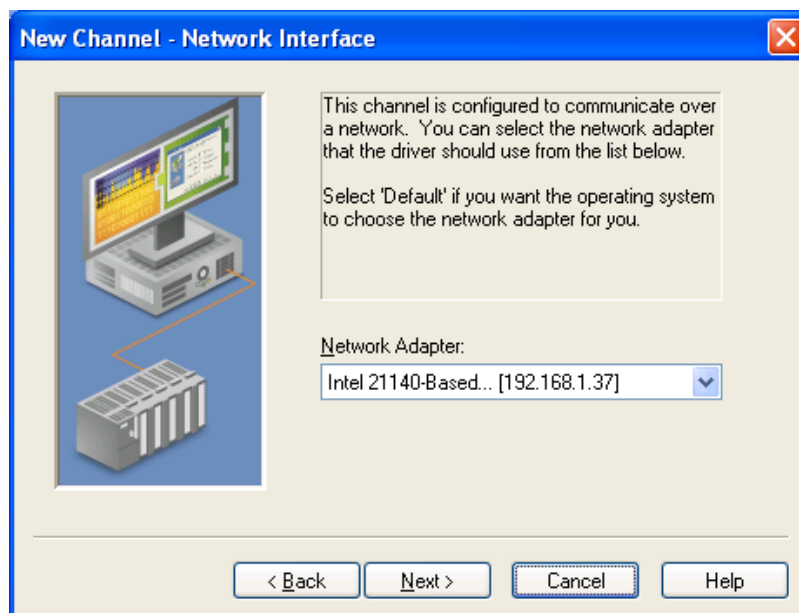 New Channel - Network Interface
This channel is configured to communicate over
a network.  You can select the network adapter
that the driver should use from the list below.
Select 'Default' if you want the operating system
to choose the network adapter for you.
Network Adapter:
Intel 21140-Based... [192.168.1.37]
< Back
Next >
Cancel
Help